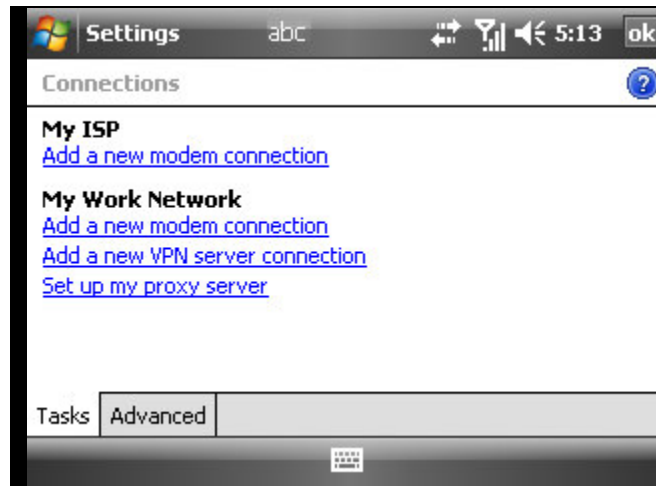 Settings abc 5:13 ok
Connections ?
My ISP
Add a new modem connection
My Work Network
Add a new modem connection
Add a new VPN server connection
Set up my proxy server
Tasks Advanced